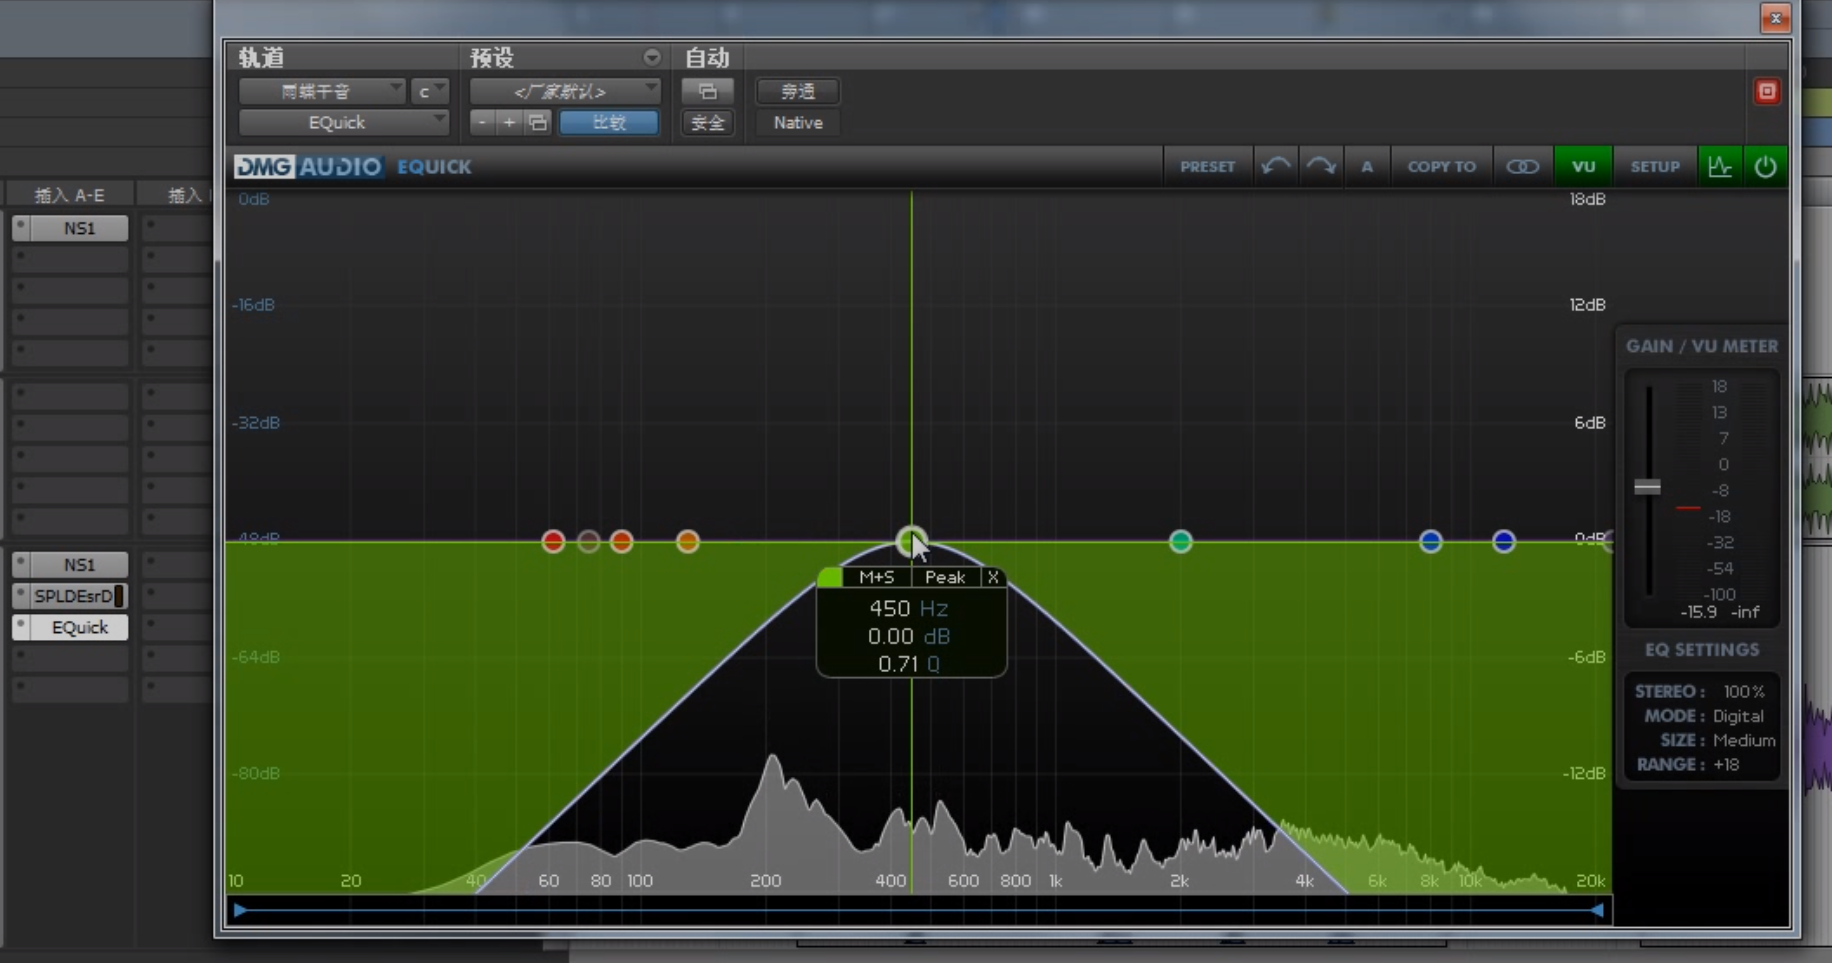 轨道
预设
自动
雨蝶干音
c
<厂家默认>
旁通
EQuick
-
+
比较
安全
Native
DMG AUDIO EQUICK
PRESET
A
COPY TO
VU
SETUP
插入 A-E
插入
NS1
NS1
SPLDEsrD
EQuick
0dB
-16dB
-32dB
-48dB
-64dB
-80dB
18dB
12dB
6dB
0dB
-6dB
-12dB
M+S
Peak
X
450 Hz
0.00 dB
0.71 Q
10
20
40
60
80
100
200
400
600
800
1k
2k
4k
6k
8k
10k
20k
GAIN / VU METER
18
13
7
0
-8
-18
-32
-54
-100
-15.9 -inf
EQ SETTINGS
STEREO : 100%
MODE : Digital
SIZE : Medium
RANGE : +18